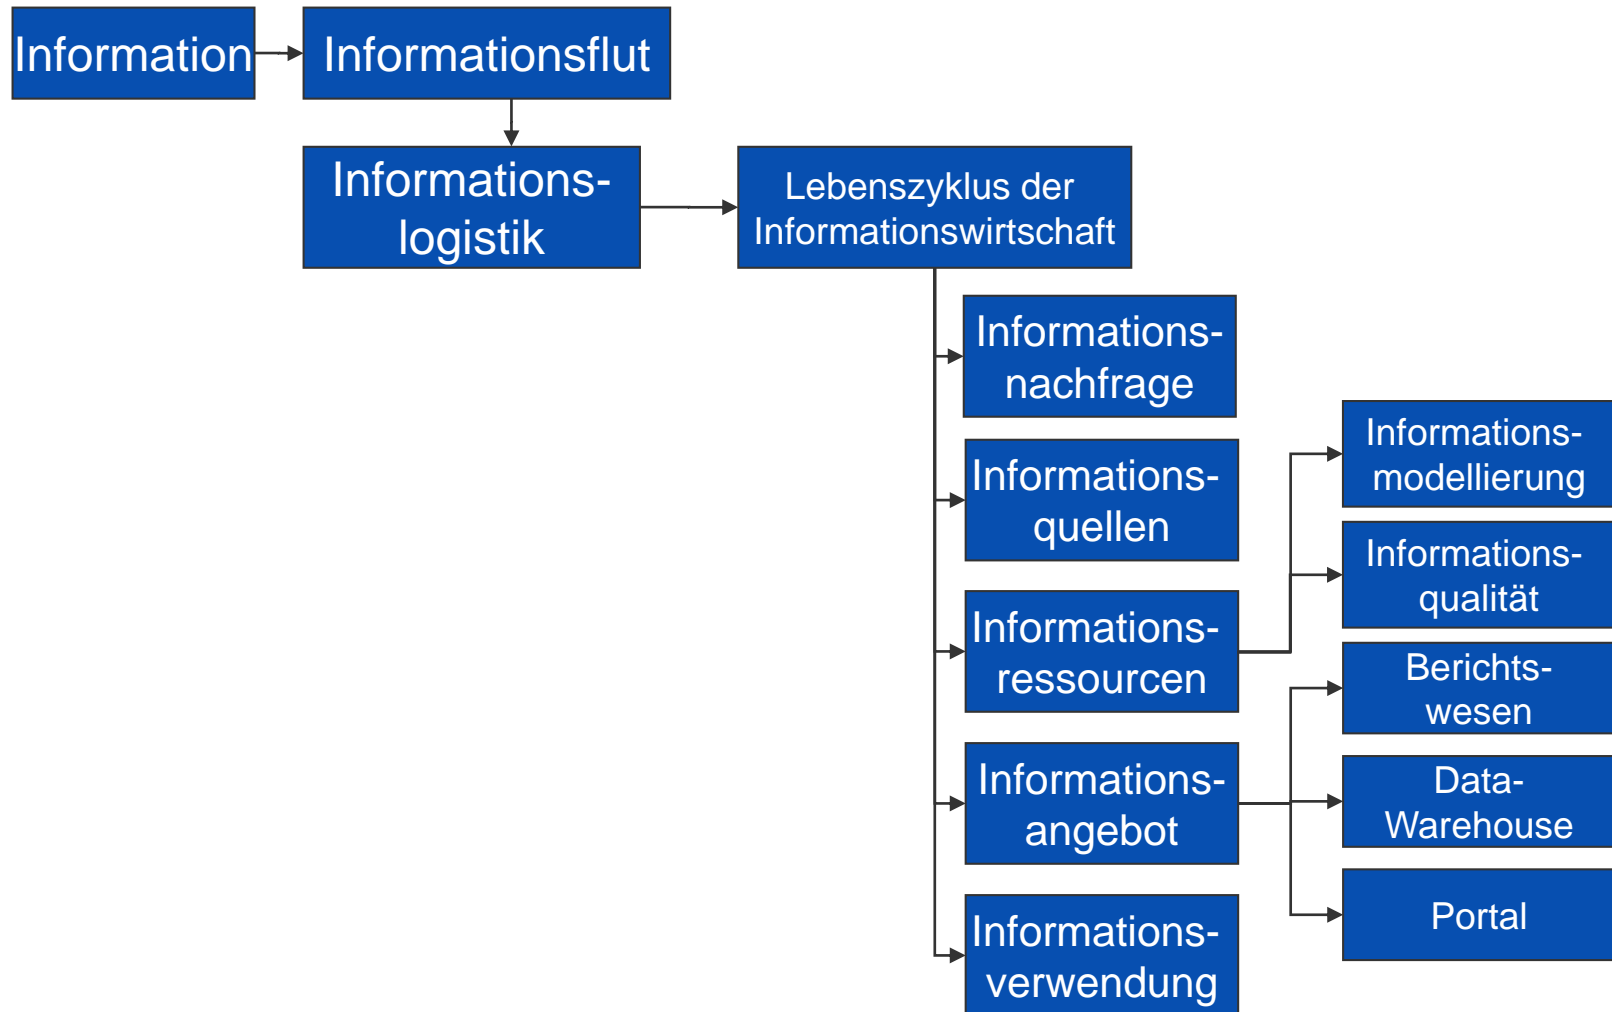 Information
Informationsflut
Informations-
logistik
Lebenszyklus der
Informationswirtschaft
Informations-
nachfrage
Informations-
quellen
Informations-
ressourcen
Informations-
angebot
Informations-
verwendung
Informations-
modellierung
Informations-
qualität
Berichts-
wesen
Data-
Warehouse
Portal